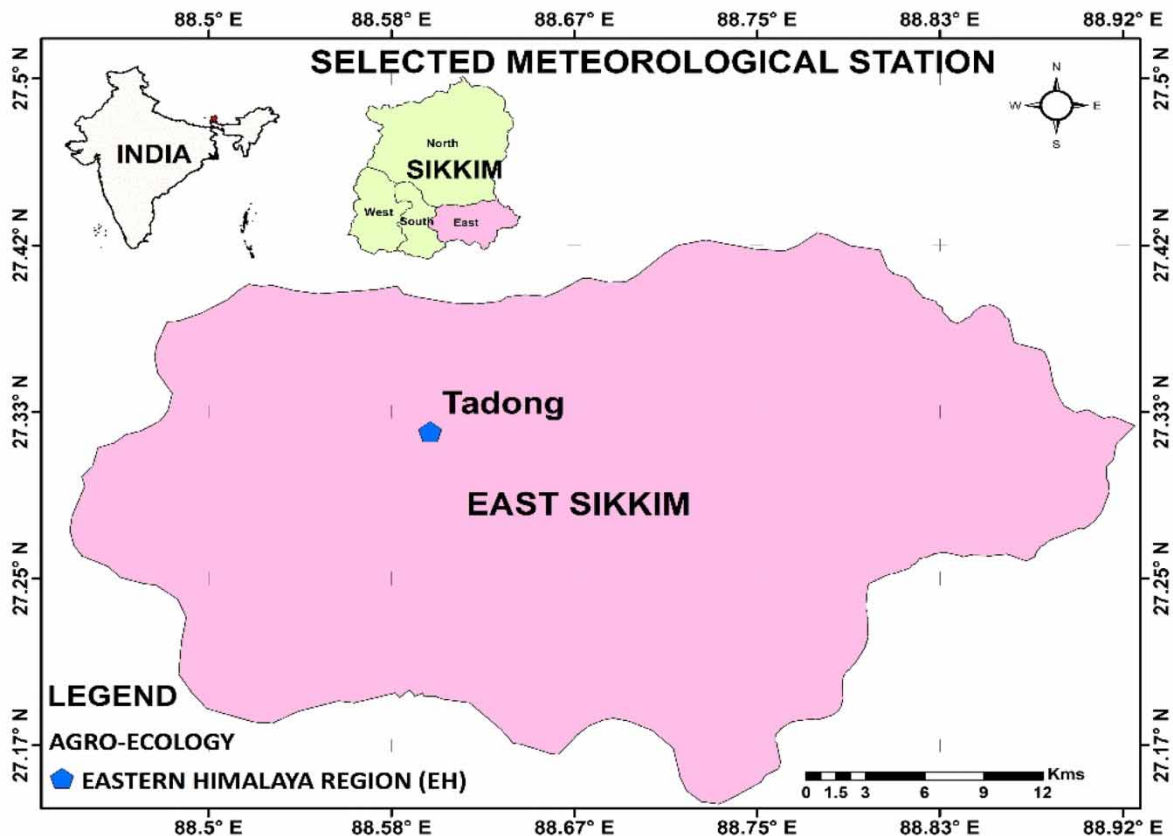 88.5° E 88.58° E 88.67° E 88.75° E 88.83° E 88.92° E
SELECTED METEOROLOGICAL STATION
27.5° N
27.5° N
N
W E
S
INDIA
North
SIKKIM
West
South
East
27.42° N
27.42° N
Tadong
27.33° N
27.33° N
EAST SIKKIM
27.25° N
27.25° N
LEGEND
AGRO-ECOLOGY
27.17° N
27.17° N
EASTERN HIMALAYA REGION (EH)
Kms
0 1.5 3 6 9 12
88.5° E 88.58° E 88.67° E 88.75° E 88.83° E 88.92° E